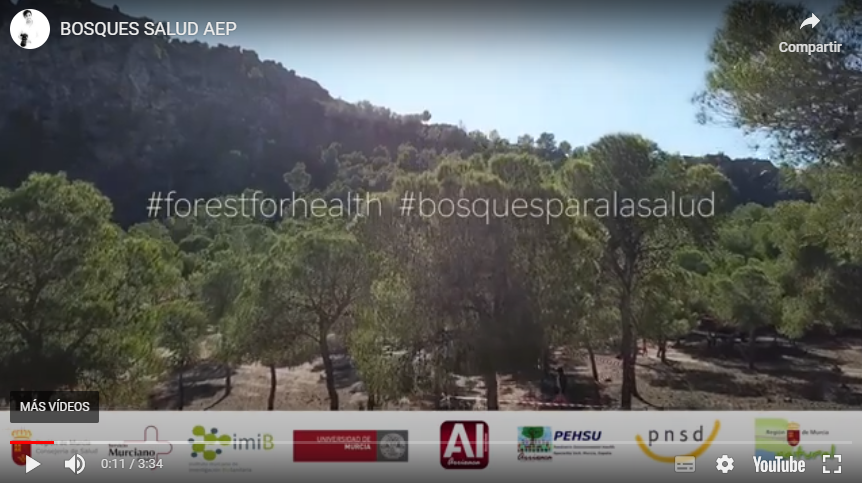 BOSQUES SALUD AEP
Compartir
#forestforhealth #bosquesparalasalud
MÁS VÍDEOS
Murciano
imiB
UNIVERSIDAD DE
MURCIA
AI
Arrixaca
PEHSU
pnsd
Región de Murcia
0:11 / 3:34
YouTube